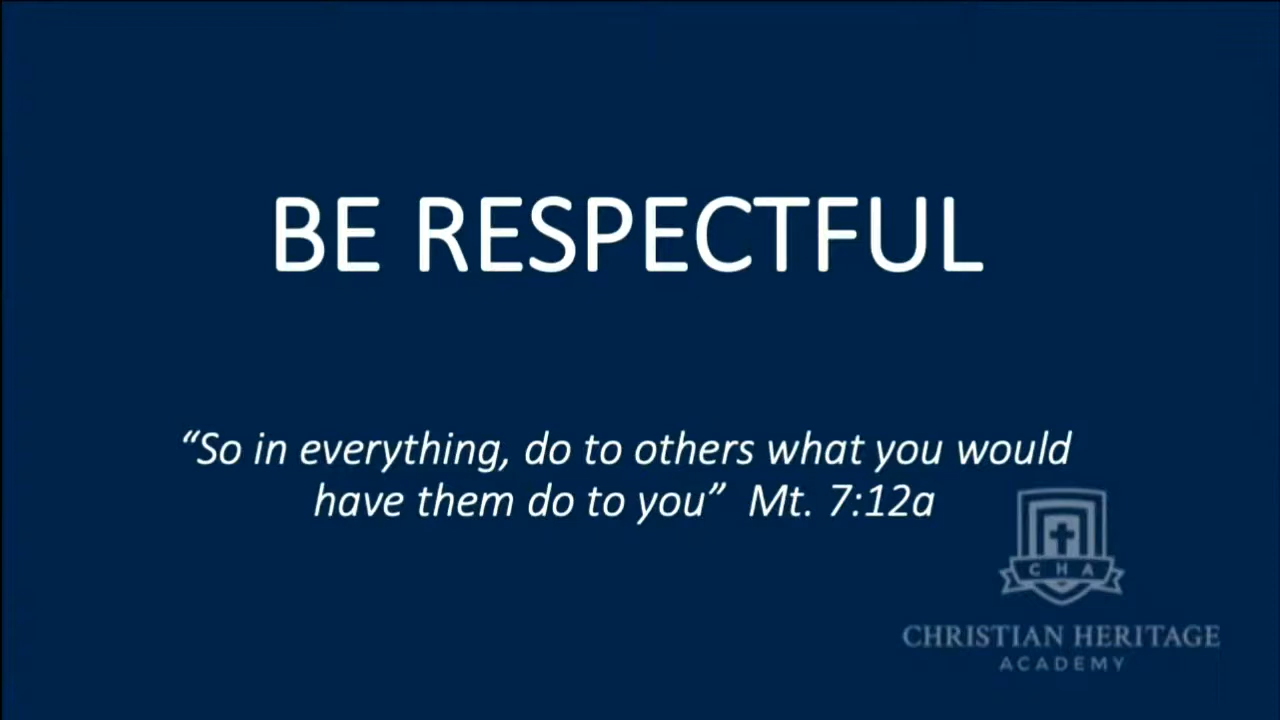 BE RESPECTFUL
“So in everything, do to others what you would
have them do to you”  Mt. 7:12a
CHA
CHRISTIAN HERITAGE
ACADEMY